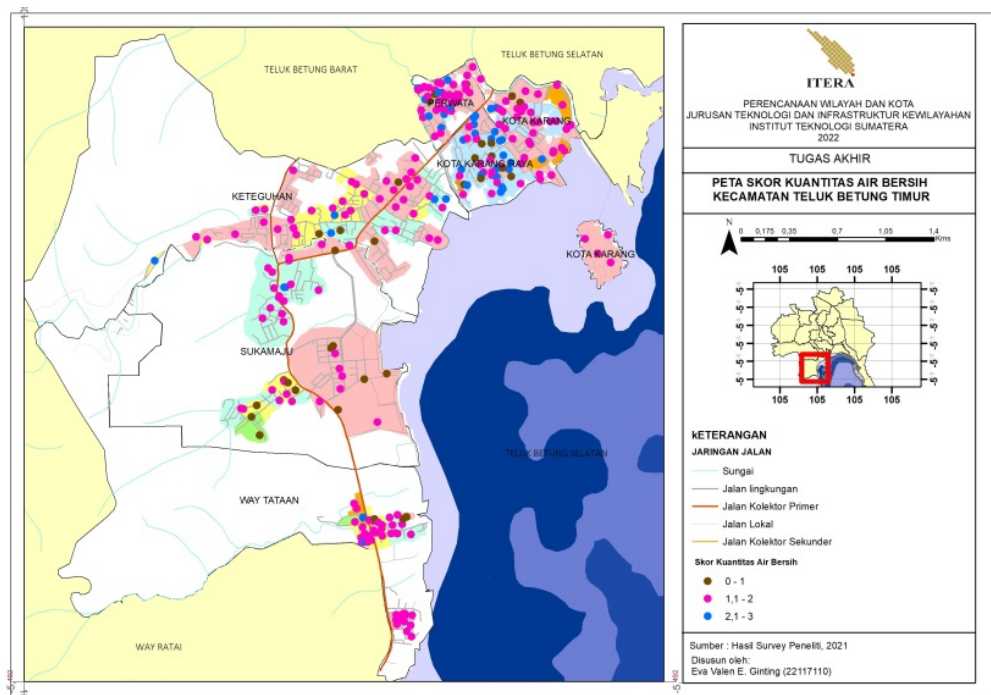 TELUK BETUNG SELATAN
TELUK BETUNG BARAT
PERWATA
KOTA KARANG
KOTA KARANG RAYA
KETEGUHAN
KOTA KARANG
SUKAMAJU
TELUK BETUNG SELATAN
WAY TATAAN
WAY RATAI
ITERA
PERENCANAAN WILAYAH DAN KOTA
JURUSAN TEKNOLOGI DAN INFRASTRUKTUR KEWILAYAHAN
INSTITUT TEKNOLOGI SUMATERA
2022
TUGAS AKHIR
PETA SKOR KUANTITAS AIR BERSIH
KECAMATAN TELUK BETUNG TIMUR
N
0 0,175 0,35 0,7 1,05 1,4
Kms
105 105 105 105
105 105 105 105
kETERANGAN
JARINGAN JALAN
Sungai
Jalan lingkungan
Jalan Kolektor Primer
Jalan Lokal
Jalan Kolektor Sekunder
Skor Kuantitas Air Bersih
0 - 1
1,1 - 2
2,1 - 3
Sumber : Hasil Survey Peneliti, 2021
Disusun oleh:
Eva Valen E. Ginting (22117110)